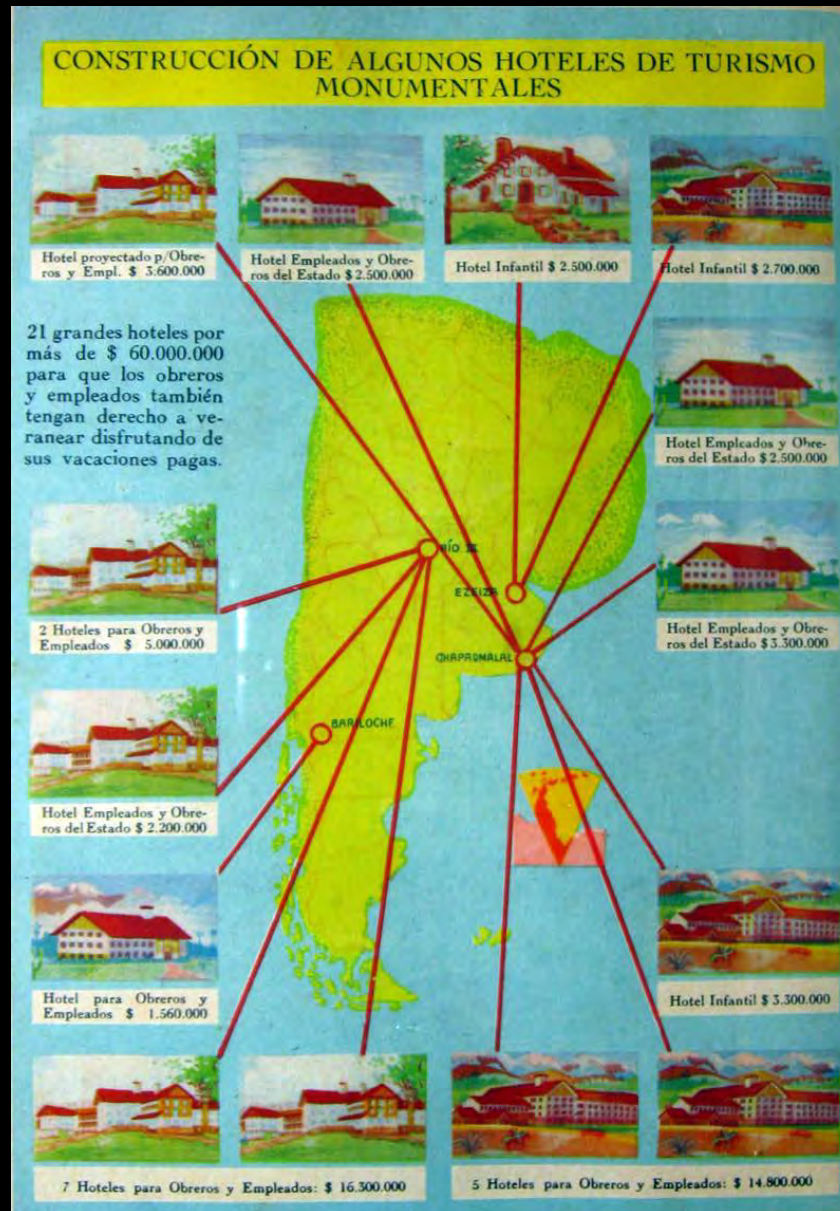 CONSTRUCCIÓN DE ALGUNOS HOTELES DE TURISMO
MONUMENTALES
Hotel proyectado p/Obre-
ros y Empl. $ 3.600.000
Hotel Empleados y Obre-
ros del Estado $ 2.500.000
Hotel Infantil $ 2.500.000
Hotel Infantil $ 2.700.000
21 grandes hoteles por
más de $ 60.000.000
para que los obreros
y empleados también
tengan derecho a ve-
ranear disfrutando de
sus vacaciones pagas.
Hotel Empleados y Obre-
ros del Estado $ 2.500.000
2 Hoteles para Obreros y
Empleados $ 5.000.000
Hotel Empleados y Obre-
ros del Estado $ 3.300.000
RÍO III
EZEIZA
CHAPADMALAL
BARILOCHE
Hotel Empleados y Obre-
ros del Estado $ 2.200.000
Hotel para Obreros y
Empleados $ 1.560.000
Hotel Infantil $ 3.300.000
7 Hoteles para Obreros y Empleados: $ 16.300.000
5 Hoteles para Obreros y Empleados: $ 14.800.000